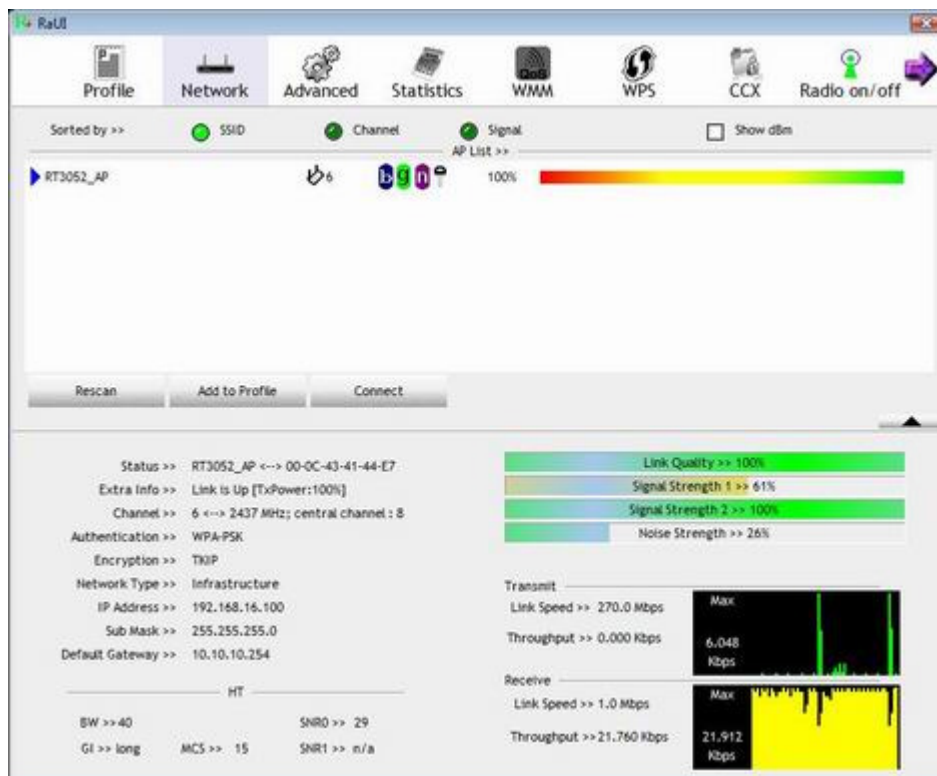 RaUI
Profile Network Advanced Statistics QoS WMM WPS CCX Radio on/off
Sorted by >> SSID Channel Signal Show dBm
AP List >>
RT3052_AP 6 b g n 100%
Rescan Add to Profile Connect
Status >> RT3052_AP <--> 00-0C-43-41-44-E7
Extra Info >> Link is Up [TxPower:100%]
Channel >> 6 <--> 2437 MHz; central channel : 8
Authentication >> WPA-PSK
Encryption >> TKIP
Network Type >> Infrastructure
IP Address >> 192.168.16.100
Sub Mask >> 255.255.255.0
Default Gateway >> 10.10.10.254
HT
BW >> 40 SNR0 >> 29
GI >> long MCS >> 15 SNR1 >> n/a
Link Quality >> 100%
Signal Strength 1 >> 61%
Signal Strength 2 >> 100%
Noise Strength >> 26%
Transmit
Link Speed >> 270.0 Mbps
Throughput >> 0.000 Kbps
Max
6.048
Kbps
Receive
Link Speed >> 1.0 Mbps
Throughput >> 21.760 Kbps
Max
21.912
Kbps